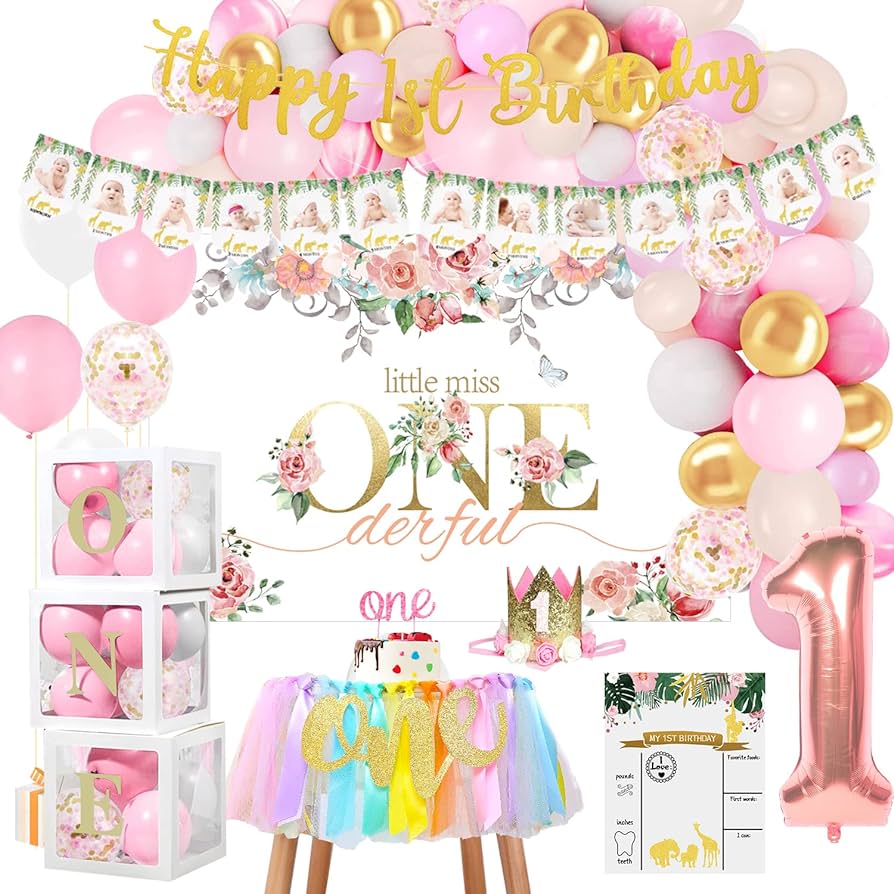 Happy 1st Birthday
little miss
ONE
derful
O
N
E
one
1
one
MY 1ST BIRTHDAY
I
Love:
Favorite foods:
pounds
First words:
inches
I can:
teeth
1